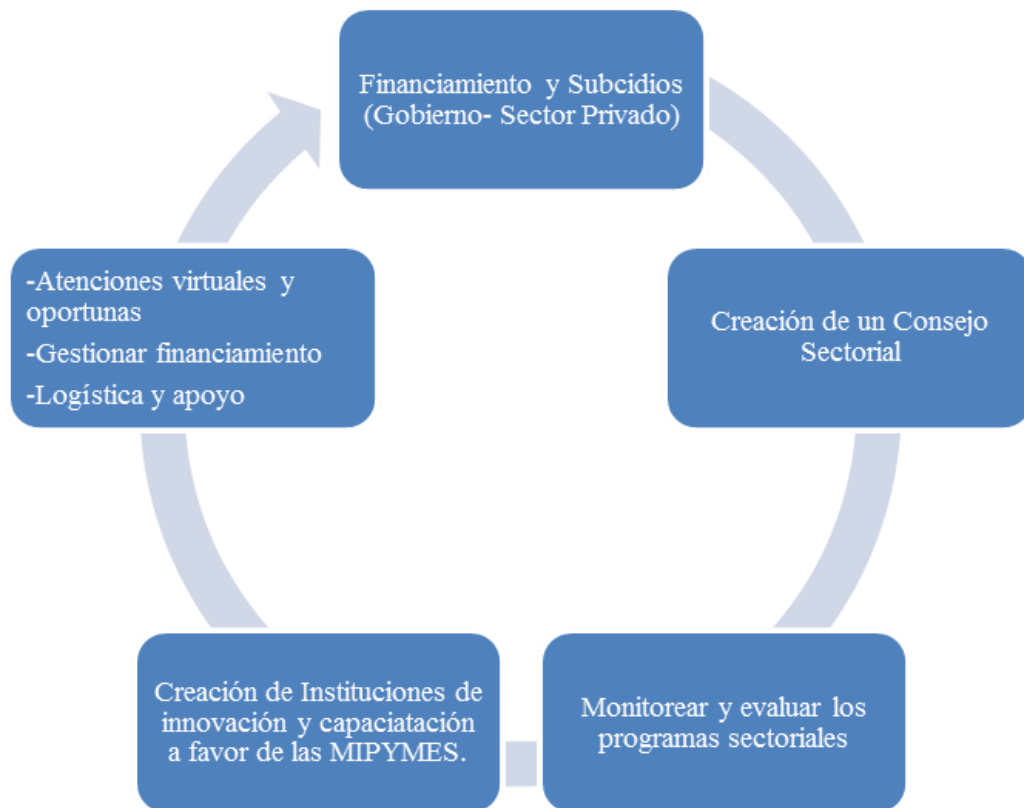 Financiamiento y Subcidios
(Gobierno- Sector Privado)
Creación de un Consejo
Sectorial
Monitorear y evaluar los
programas sectoriales
Creación de Instituciones de
innovación y capaciatación
a favor de las MIPYMES.
-Atenciones virtuales y
oportunas
-Gestionar financiamiento
-Logística y apoyo